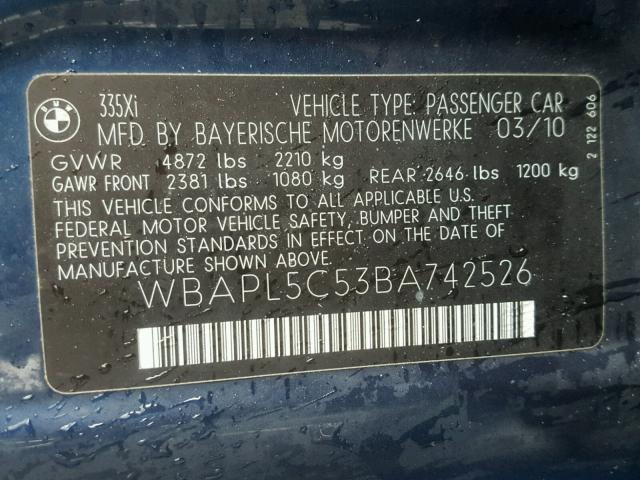 BMW
335Xi VEHICLE TYPE: PASSENGER CAR
MFD BY BAYERISCHE MOTORENWERKE 03/10
GVWR 4872 lbs 2210 kg
GAWR FRONT 2381 lbs 1080 kg REAR 2646 lbs 1200 kg
THIS VEHICLE CONFORMS TO ALL APPLICABLE U.S.
FEDERAL MOTOR VEHICLE SAFETY, BUMPER AND THEFT
PREVENTION STANDARDS IN EFFECT ON THE DATE OF
MANUFACTURE SHOWN ABOVE.
WBAPL5C53BA742526
2 122 606